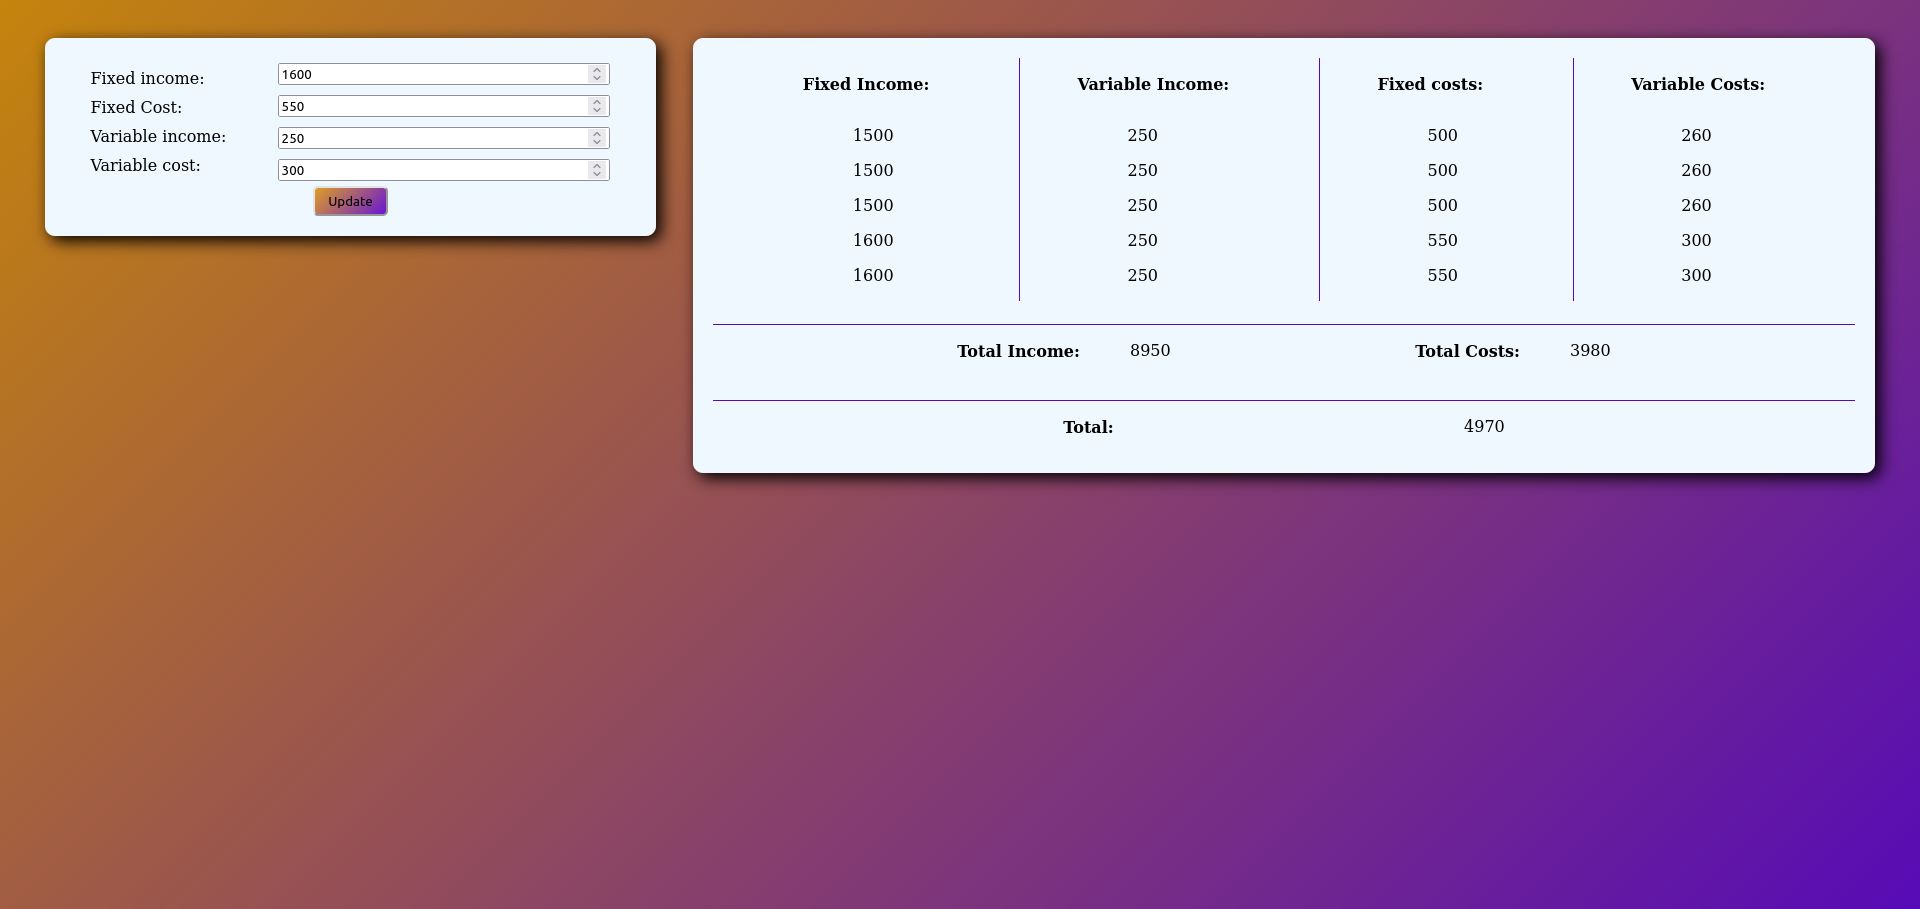 Fixed income: 1600
Fixed Cost: 550
Variable income: 250
Variable cost: 300
Update
Fixed Income: Variable Income: Fixed costs: Variable Costs:
1500 250 500 260
1500 250 500 260
1500 250 500 260
1600 250 550 300
1600 250 550 300
Total Income: 8950 Total Costs: 3980
Total: 4970